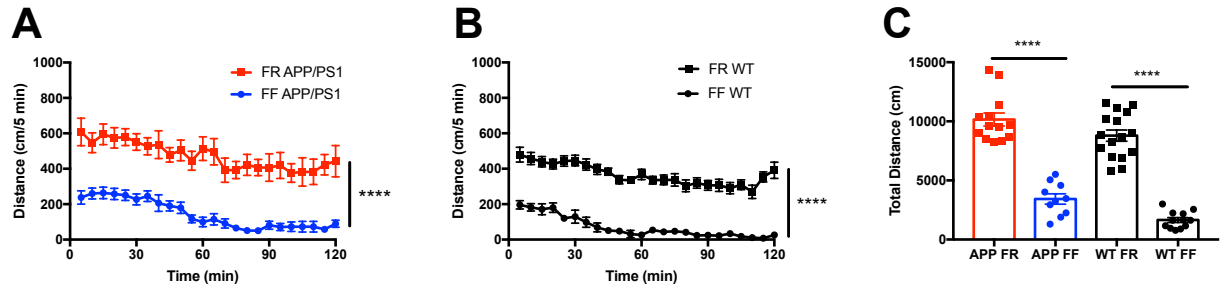 A
1000
800
600
400
200
0
0
30
60
90
120
Distance (cm/5 min)
Time (min)
FR APP/PS1
FF APP/PS1
****
B
1000
800
600
400
200
0
0
30
60
90
120
Distance (cm/5 min)
Time (min)
FR WT
FF WT
****
C
15000
10000
5000
0
Total Distance (cm)
****
****
APP FR
APP FF
WT FR
WT FF